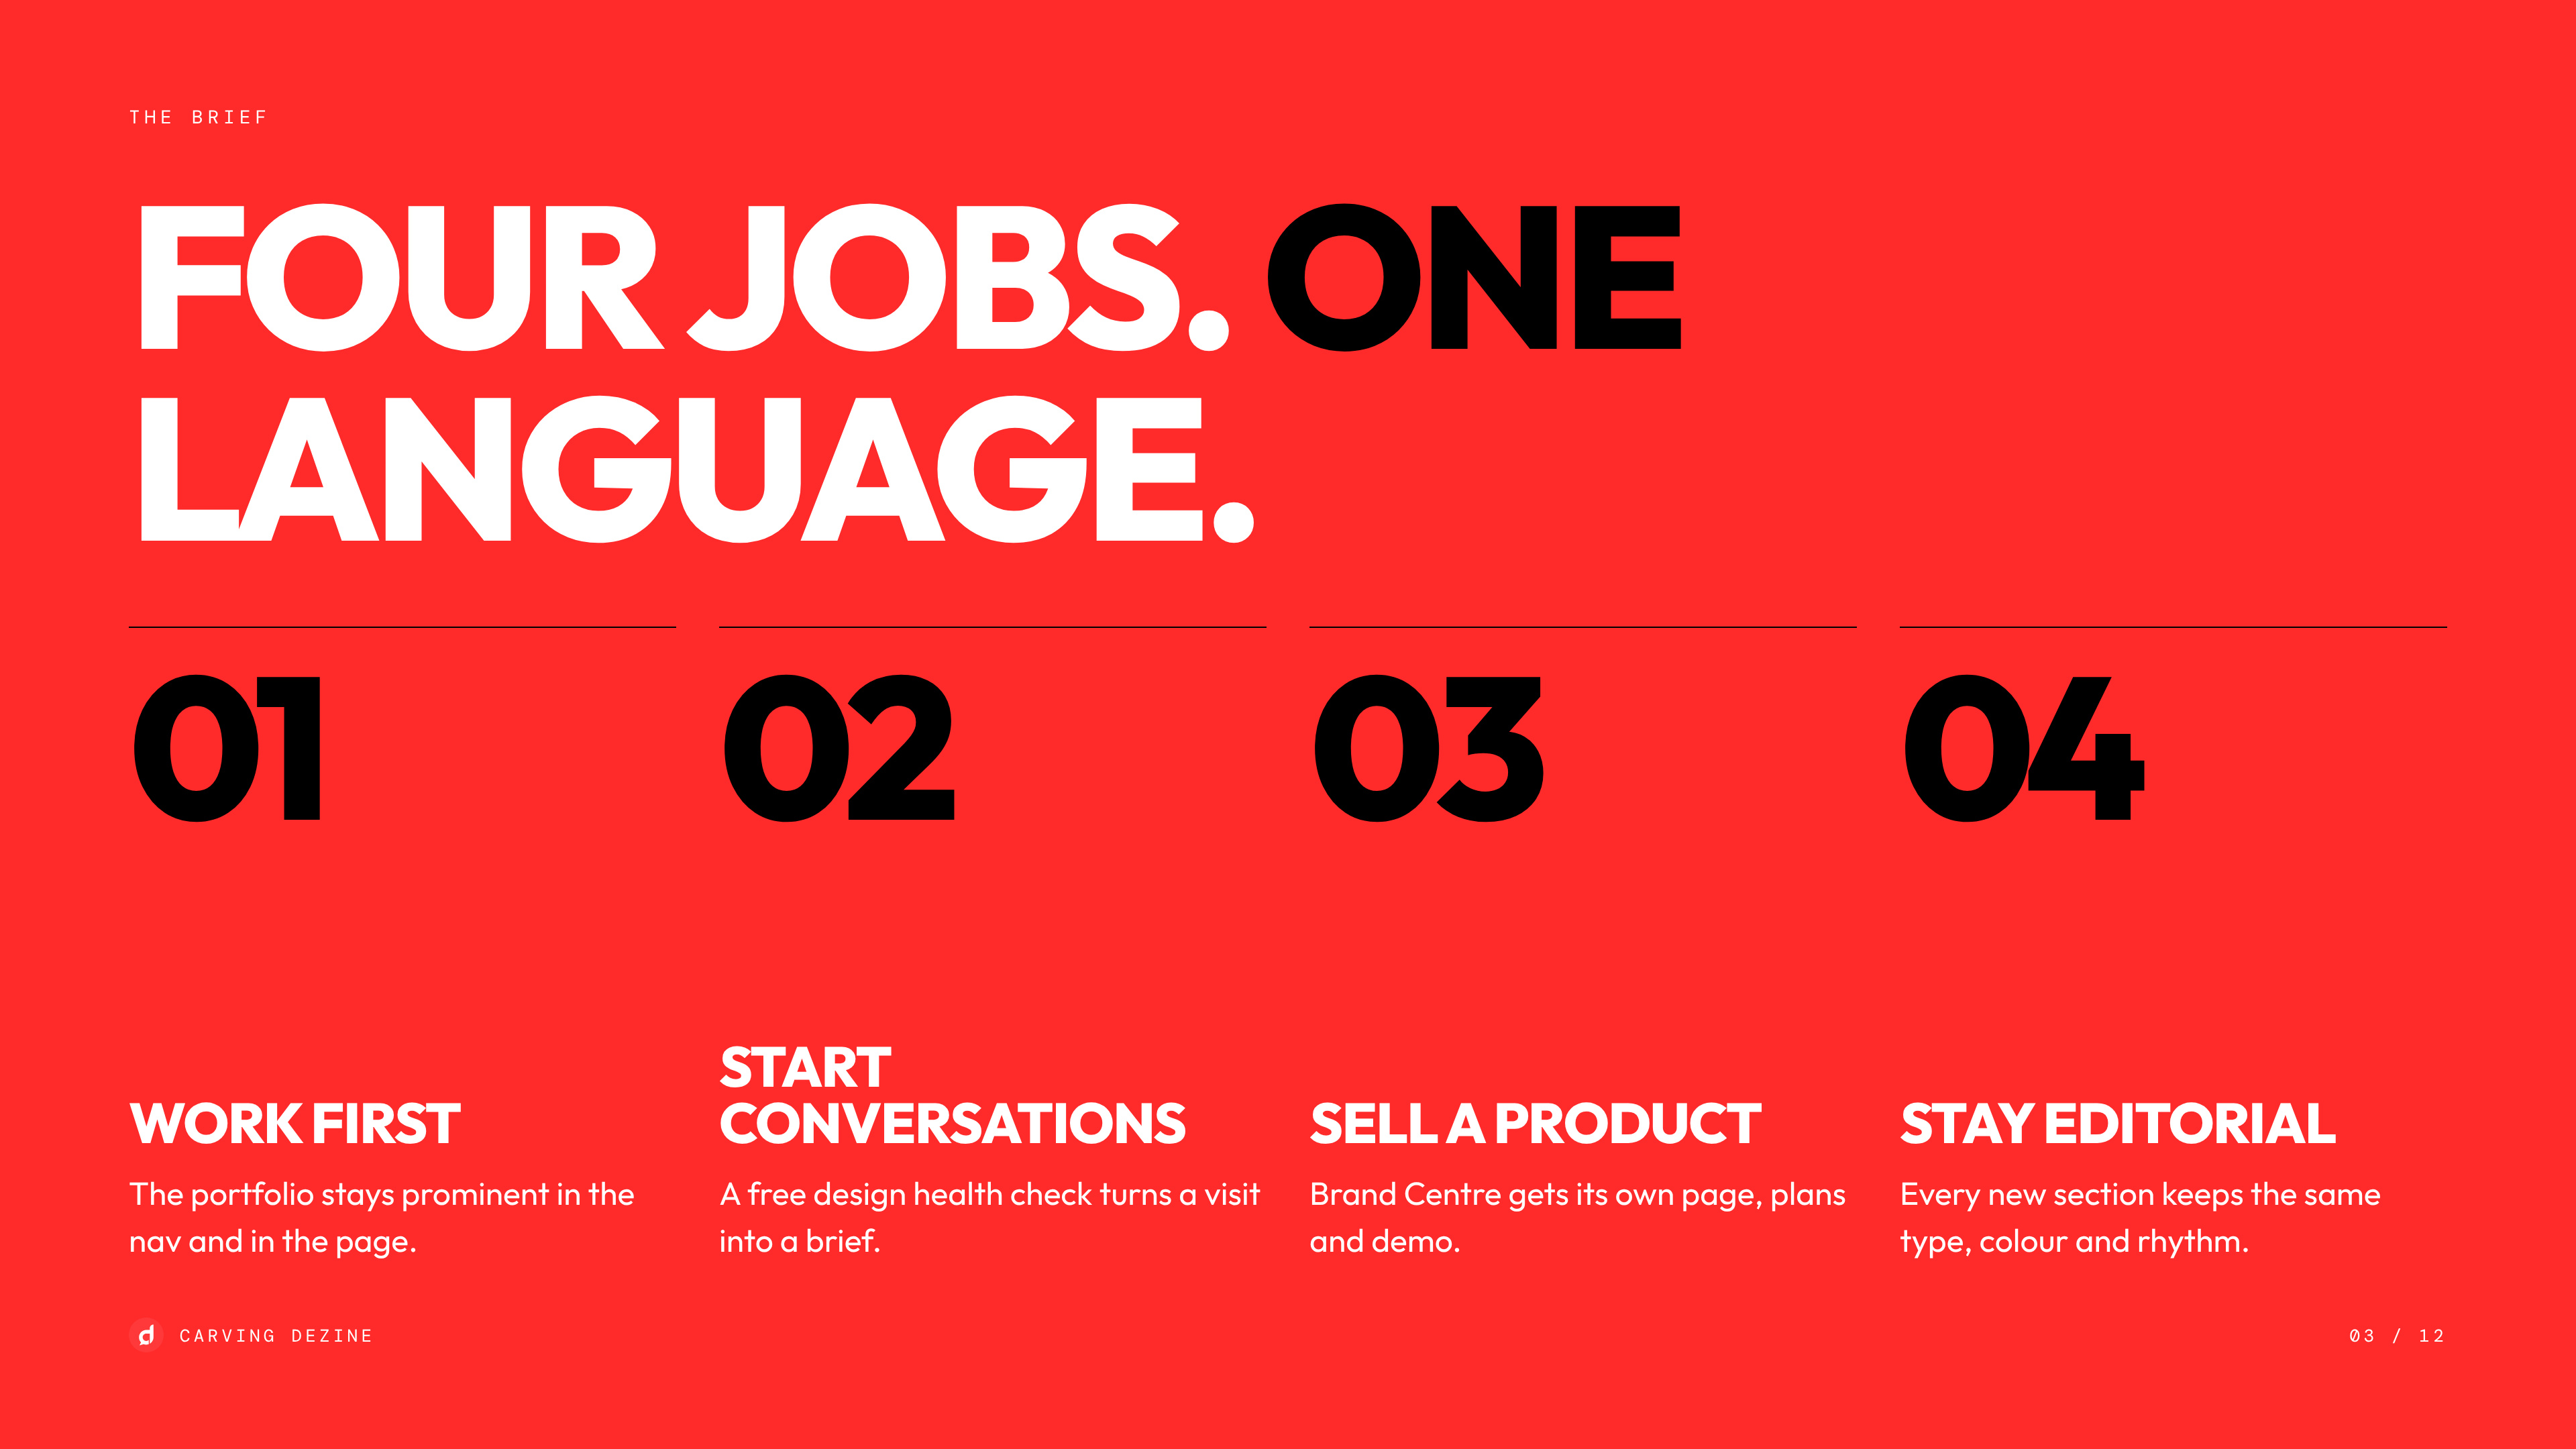 THE BRIEF
FOUR JOBS. ONE
LANGUAGE.
01
02
03
04
WORK FIRST
The portfolio stays prominent in the
nav and in the page.
START
CONVERSATIONS
A free design health check turns a visit
into a brief.
SELL A PRODUCT
Brand Centre gets its own page, plans
and demo.
STAY EDITORIAL
Every new section keeps the same
type, colour and rhythm.
d
CARVING DEZINE
03 / 12